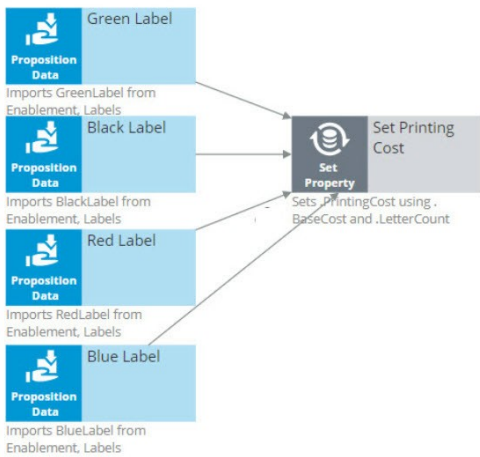 Green Label
Proposition
Data
Imports GreenLabel from
Enablement, Labels
Black Label
Proposition
Data
Imports BlackLabel from
Enablement, Labels
Red Label
Proposition
Data
Imports RedLabel from
Enablement, Labels
Blue Label
Proposition
Data
Imports BlueLabel from
Enablement, Labels
Set Printing
Cost
Set
Property
Sets .PrintingCost using .
BaseCost and .LetterCount